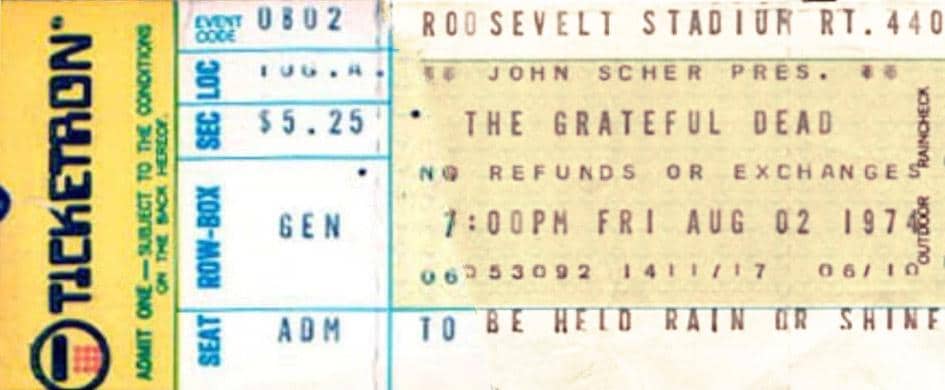 TICKETRON"
ADMIT ONE — SUBJECT TO THE CONDITIONS
ON THE BACK HEREOF.
EVENT CODE 0802
LOC
SEC $5.25
ROW-BOX GEN
SEAT ADM
ROOSEVELT STADIUM RT. 440
** JOHN SCHER PRES. **
THE GRATEFUL DEAD
NO REFUNDS OR EXCHANGES
7:00PM FRI AUG 02 1974
53092 1411/17 06/10
TO BE HELD RAIN OR SHINE
OUTDOOR RAINCHECK